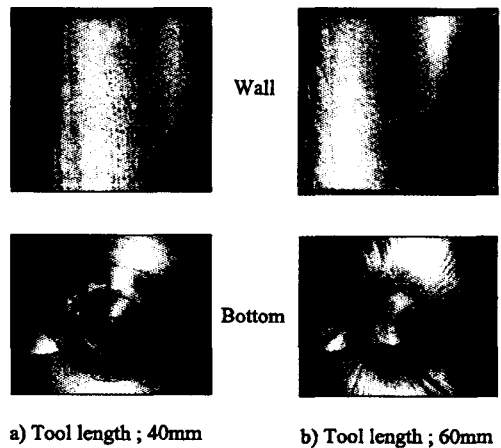 Wall
Bottom
a) Tool length ; 40mm
b) Tool length ; 60mm